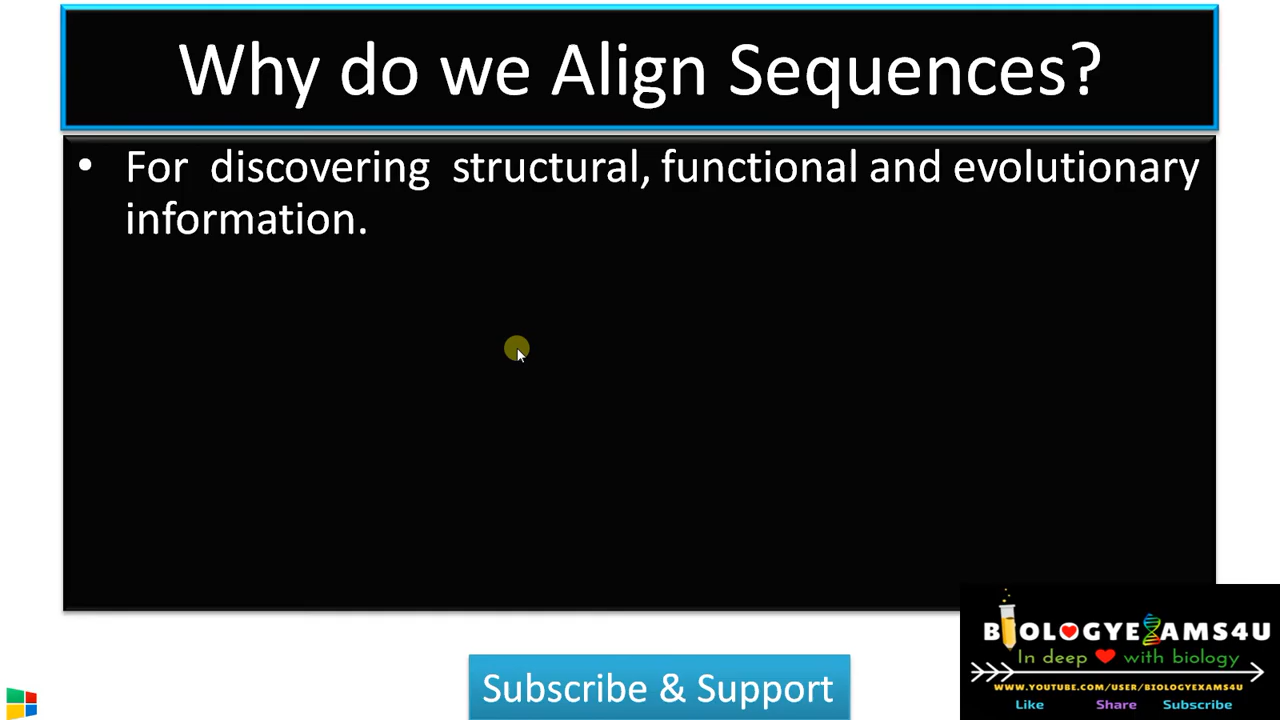 Why do we Align Sequences?
• For discovering structural, functional and evolutionary
information.
Subscribe & Support
BIOLOGYEXAMS4U
In deep ❤ with biology
WWW.YOUTUBE.COM/USER/BIOLOGYEXAMS4U
Like Share Subscribe